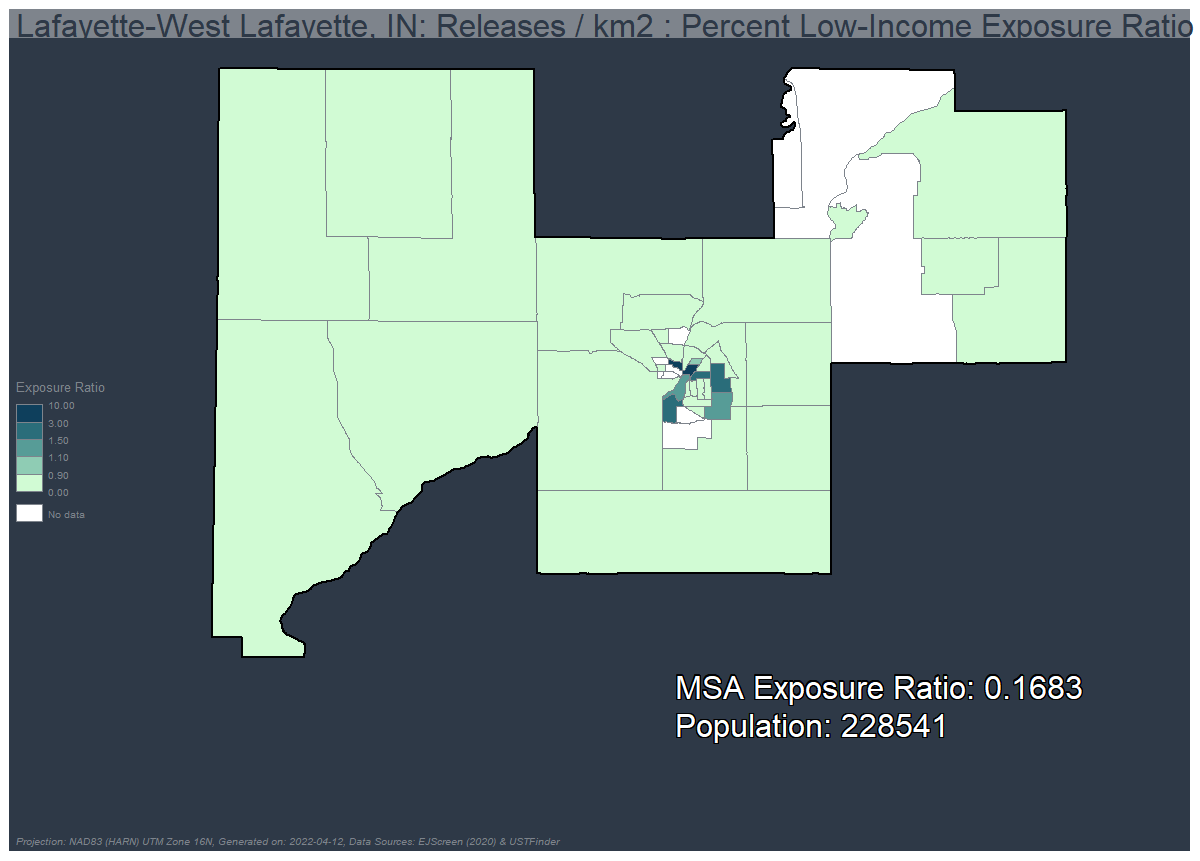 Lafayette-West Lafayette, IN: Releases / km2 : Percent Low-Income Exposure Ratio
Exposure Ratio
10.00
3.00
1.50
1.10
0.90
0.00
No data
MSA Exposure Ratio: 0.1683
Population: 228541
Projection: NAD83 (HARN) UTM Zone 16N, Generated on: 2022-04-12, Data Sources: EJScreen (2020) & USTFinder